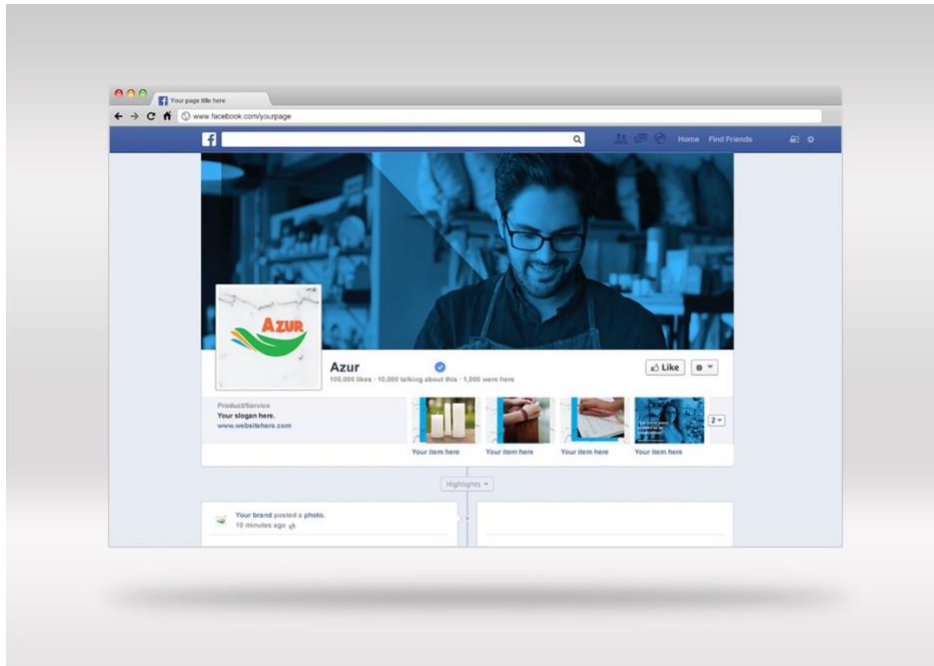 Your page title here
www.facebook.com/yourpage
f
Home Find Friends
AZUR
Azur
Like
100,000 likes · 10,000 talking about this · 1,000 were here
Product/Service
Your slogan here.
www.websitehere.com
2
Your item here Your item here Your item here Your item here
Highlights
Your brand posted a photo.
10 minutes ago